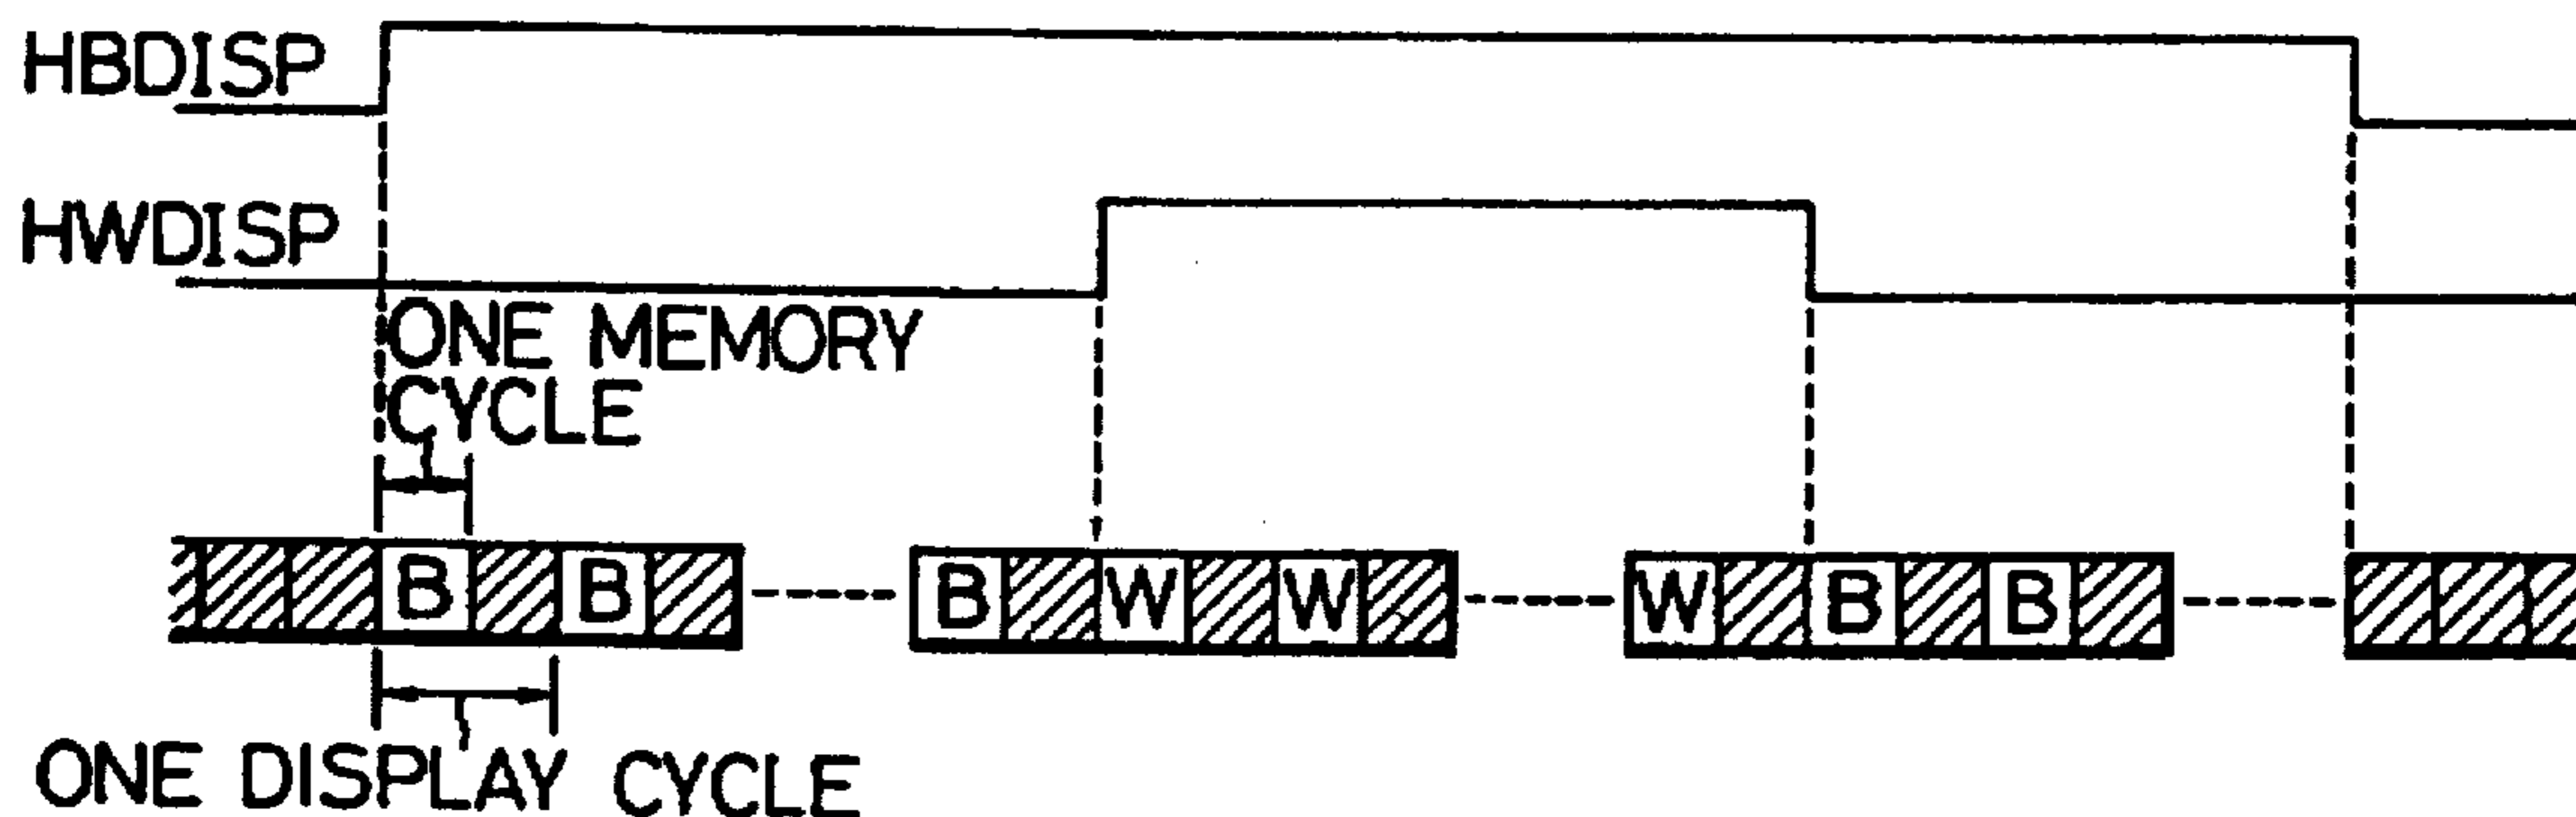 HBDISP
HWDISP
ONE MEMORY
CYCLE
B B B W W W B B
ONE DISPLAY CYCLE